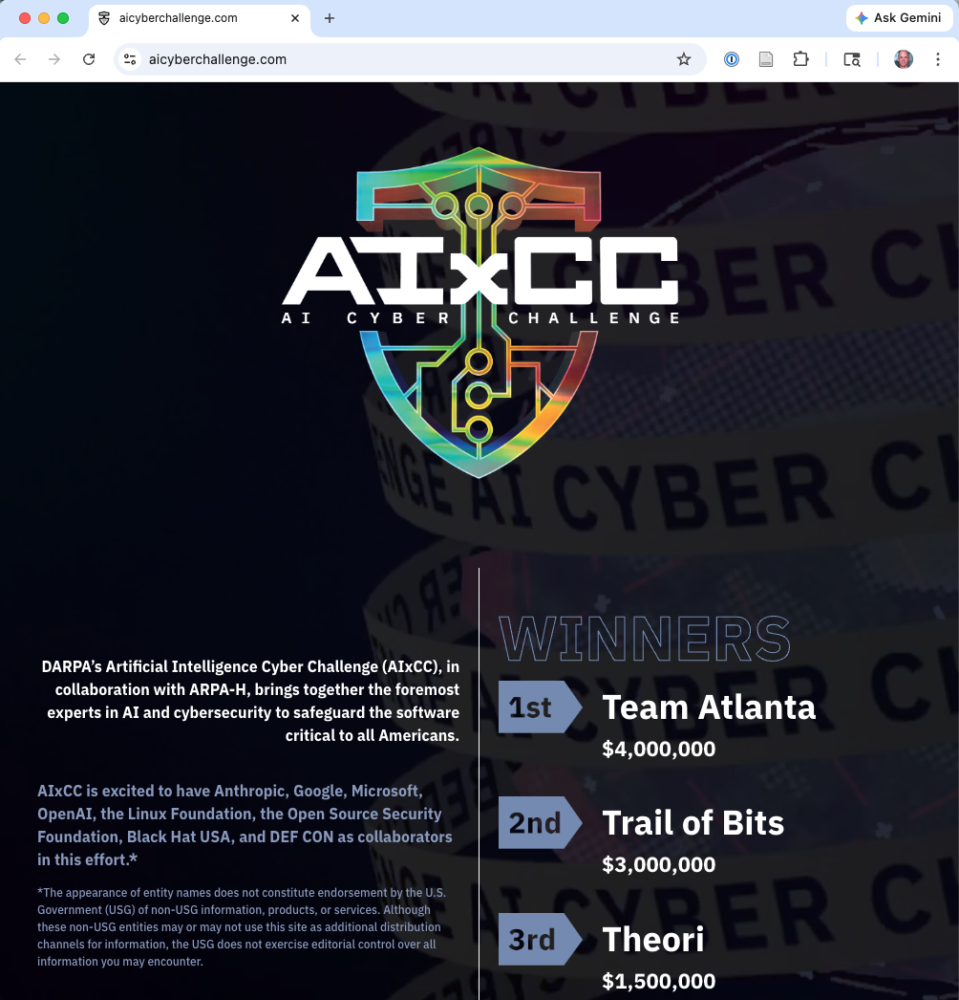 aicyberchallenge.com
Ask Gemini
aicyberchallenge.com
AIxCC
AI CYBER CHALLENGE
DARPA’s Artificial Intelligence Cyber Challenge (AIxCC), in
collaboration with ARPA-H, brings together the foremost
experts in AI and cybersecurity to safeguard the software
critical to all Americans.
AIxCC is excited to have Anthropic, Google, Microsoft,
OpenAI, the Linux Foundation, the Open Source Security
Foundation, Black Hat USA, and DEF CON as collaborators
in this effort.*
*The appearance of entity names does not constitute endorsement by the U.S.
Government (USG) of non-USG information, products, or services. Although
these non-USG entities may or may not use this site as additional distribution
channels for information, the USG does not exercise editorial control over all
information you may encounter.
WINNERS
1st Team Atlanta
$4,000,000
2nd Trail of Bits
$3,000,000
3rd Theori
$1,500,000
AI CYBER
CYBER
AI CYBER C